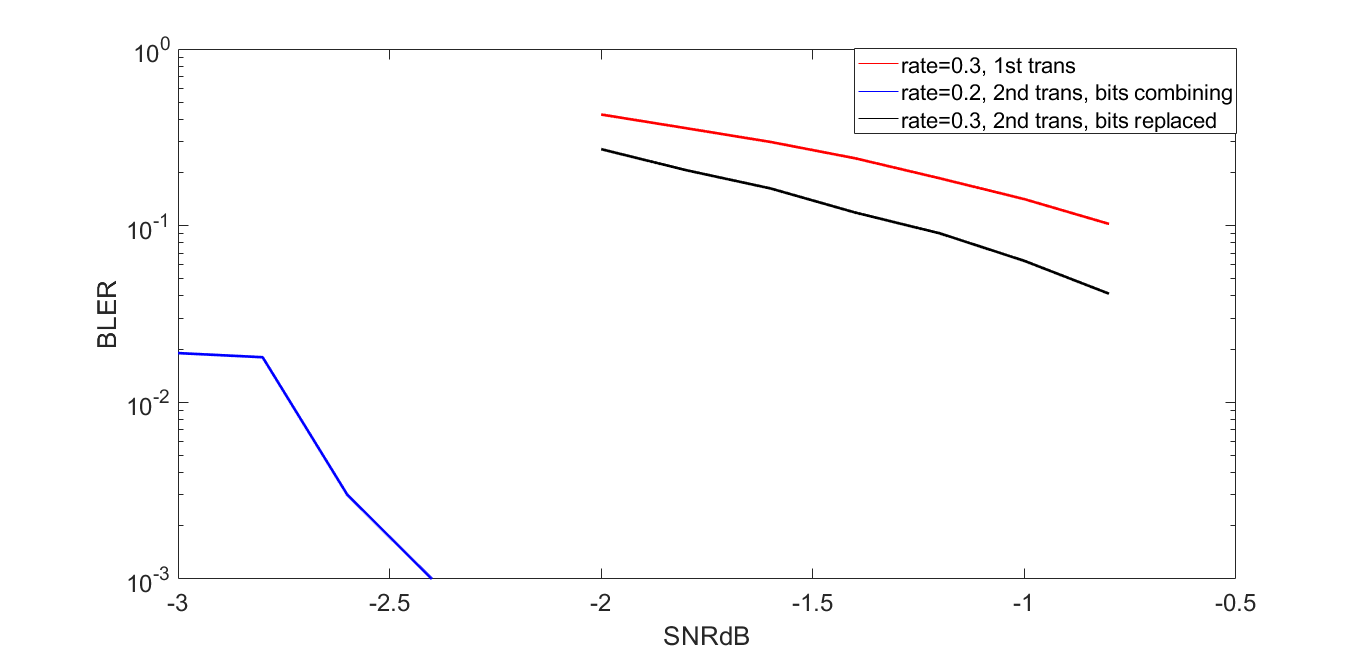 10^0
rate=0.3, 1st trans
rate=0.2, 2nd trans, bits combining
rate=0.3, 2nd trans, bits replaced
10^-1
BLER
10^-2
10^-3
-3 -2.5 -2 -1.5 -1 -0.5
SNRdB